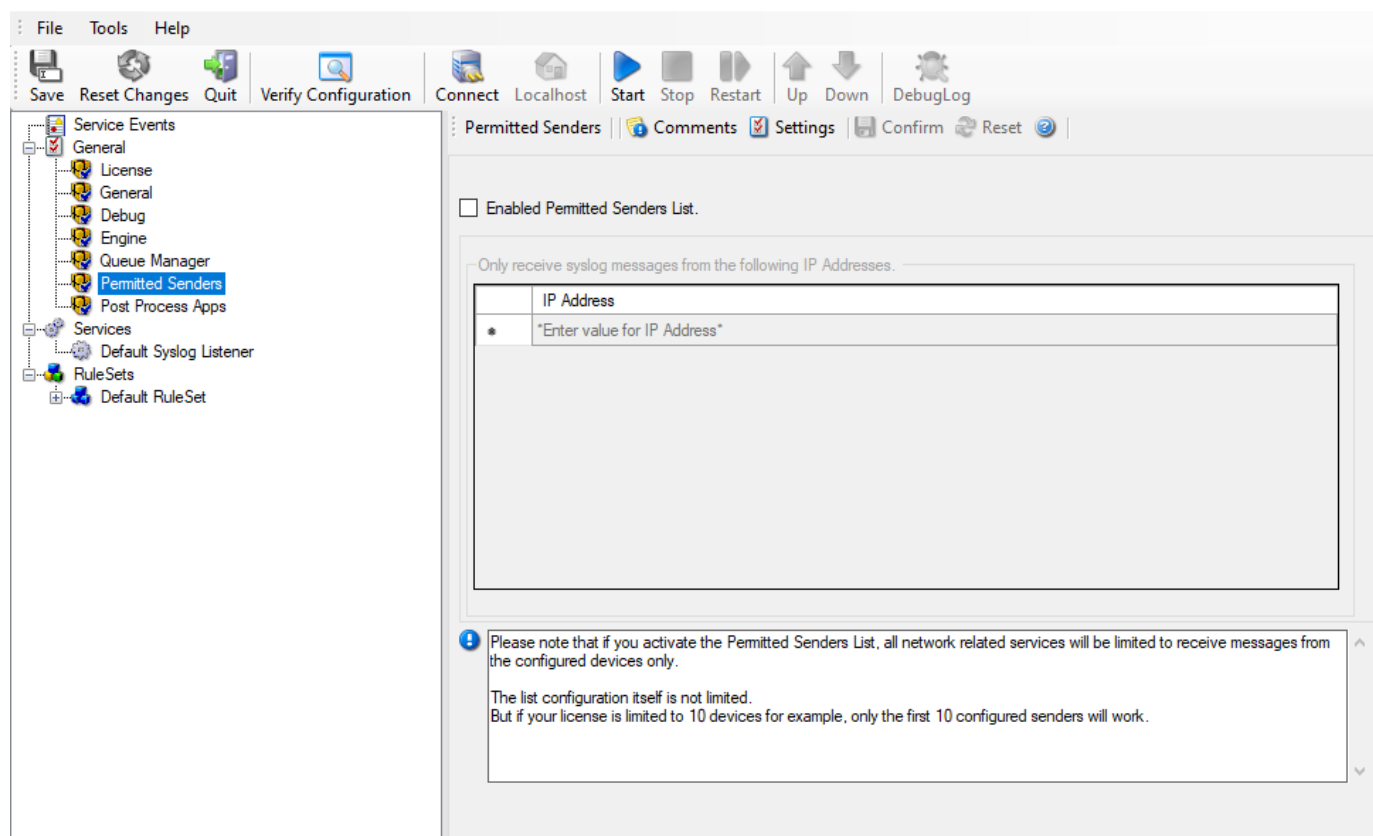 File Tools Help
Save Reset Changes Quit Verify Configuration Connect Localhost Start Stop Restart Up Down DebugLog
Service Events
General
License
General
Debug
Engine
Queue Manager
Permitted Senders
Post Process Apps
Services
Default Syslog Listener
RuleSets
Default RuleSet
Permitted Senders Comments Settings Confirm Reset
Enabled Permitted Senders List.
Only receive syslog messages from the following IP Addresses.
IP Address
*Enter value for IP Address*
Please note that if you activate the Permitted Senders List, all network related services will be limited to receive messages from
the configured devices only.
The list configuration itself is not limited.
But if your license is limited to 10 devices for example, only the first 10 configured senders will work.